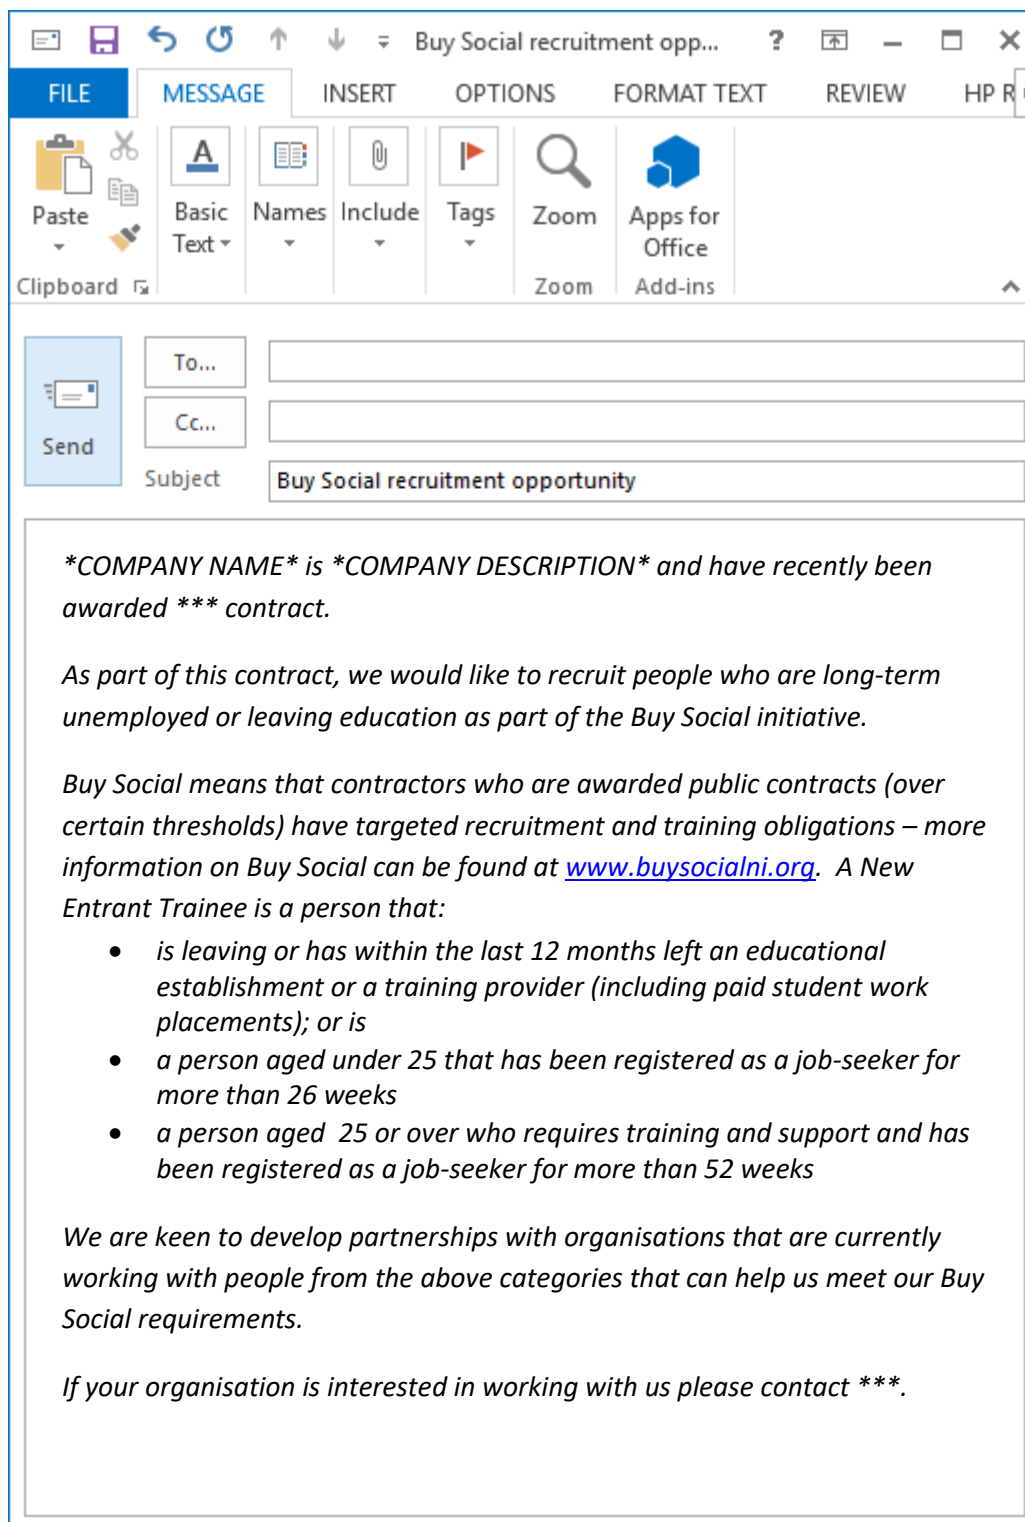 Buy Social recruitment opp... ?
FILE MESSAGE INSERT OPTIONS FORMAT TEXT REVIEW HP R
Paste Basic Text Names Include Tags Zoom Apps for Office
Clipboard Zoom Add-ins
To...
Cc...
Send
Subject Buy Social recruitment opportunity
*COMPANY NAME* is *COMPANY DESCRIPTION* and have recently been
awarded *** contract.
As part of this contract, we would like to recruit people who are long-term
unemployed or leaving education as part of the Buy Social initiative.
Buy Social means that contractors who are awarded public contracts (over
certain thresholds) have targeted recruitment and training obligations – more
information on Buy Social can be found at www.buysocialni.org. A New
Entrant Trainee is a person that:
• is leaving or has within the last 12 months left an educational
establishment or a training provider (including paid student work
placements); or is
• a person aged under 25 that has been registered as a job-seeker for
more than 26 weeks
• a person aged  25 or over who requires training and support and has
been registered as a job-seeker for more than 52 weeks
We are keen to develop partnerships with organisations that are currently
working with people from the above categories that can help us meet our Buy
Social requirements.
If your organisation is interested in working with us please contact ***.